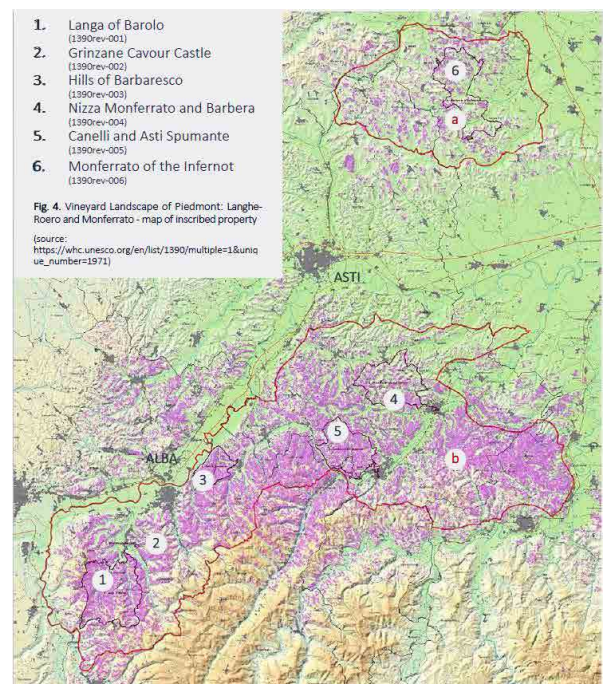 1. Langa of Barolo
(1390rev-001)
2. Grinzane Cavour Castle
(1390rev-002)
3. Hills of Barbaresco
(1390rev-003)
4. Nizza Monferrato and Barbera
(1390rev-004)
5. Canelli and Asti Spumante
(1390rev-005)
6. Monferrato of the Infernot
(1390rev-006)
Fig. 4. Vineyard Landscape of Piedmont: Langhe-
Roero and Monferrato - map of inscribed property
(source:
https://whc.unesco.org/en/list/1390/multiple=1&uniq
ue_number=1971)
6
a
ASTI
4
5
b
ALBA
3
2
1